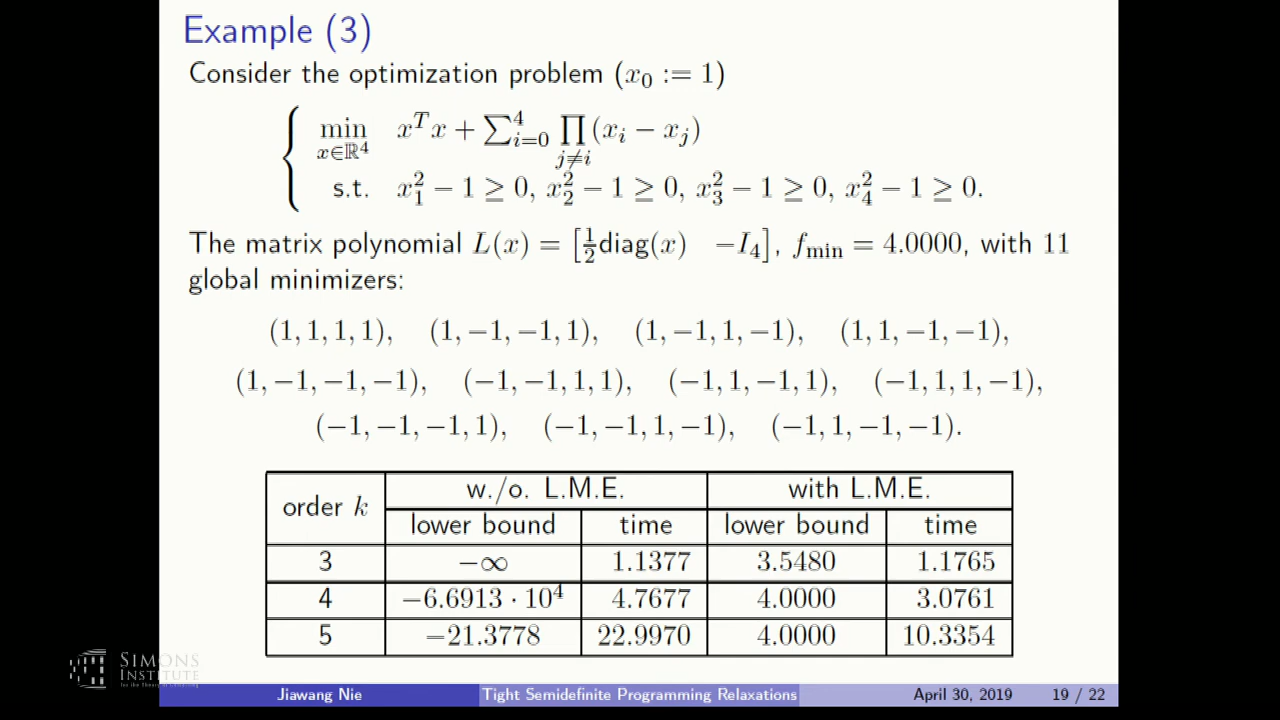 Example (3)
Consider the optimization problem (x₀ := 1)
min x∈ℝ⁴ xᵀx + ∑⁴ᵢ₌₀ ∏ j≠i (xᵢ − xⱼ)
s.t. x₁² − 1 ≥ 0, x₂² − 1 ≥ 0, x₃² − 1 ≥ 0, x₄² − 1 ≥ 0.
The matrix polynomial L(x) = [½diag(x) −I₄], fmin = 4.0000, with 11
global minimizers:
(1, 1, 1, 1), (1, −1, −1, 1), (1, −1, 1, −1), (1, 1, −1, −1),
(1, −1, −1, −1), (−1, −1, 1, 1), (−1, 1, −1, 1), (−1, 1, 1, −1),
(−1, −1, −1, 1), (−1, −1, 1, −1), (−1, 1, −1, −1).
order k w./o. L.M.E. with L.M.E.
lower bound time lower bound time
3 −∞ 1.1377 3.5480 1.1765
4 −6.6913 · 10⁴ 4.7677 4.0000 3.0761
5 −21.3778 22.9970 4.0000 10.3354
SIMONS
INSTITUTE
Jiawang Nie Tight Semidefinite Programming Relaxations April 30, 2019 19 / 22